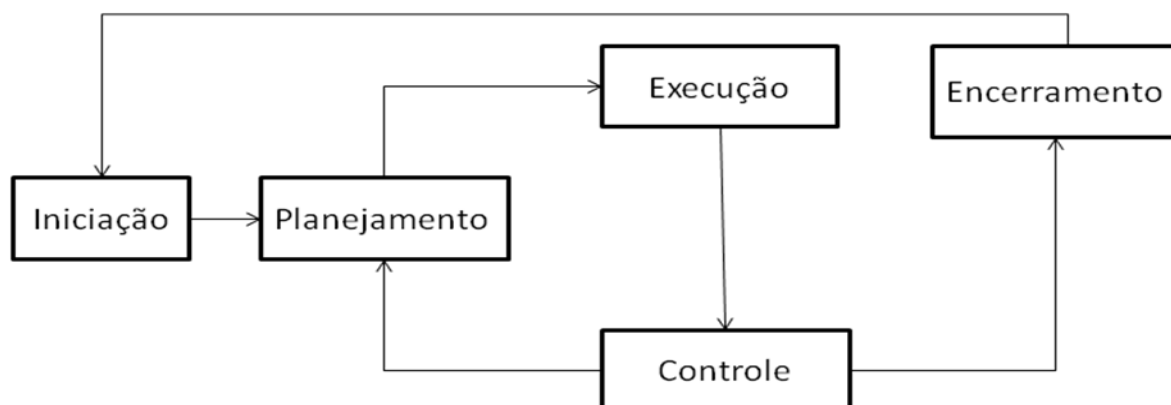 Execução
Encerramento
Iniciação
Planejamento
Controle